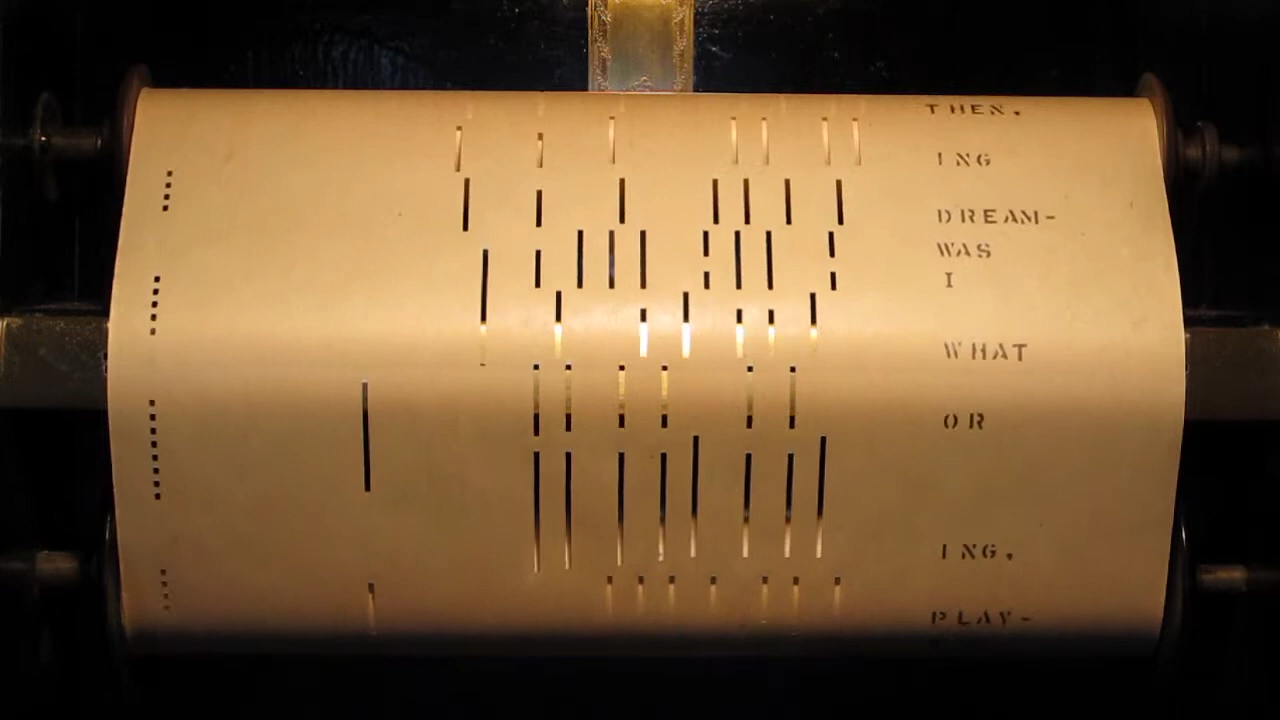 THEN.
ING
DREAM-
WAS
I
WHAT
OR
ING.
PLAY-